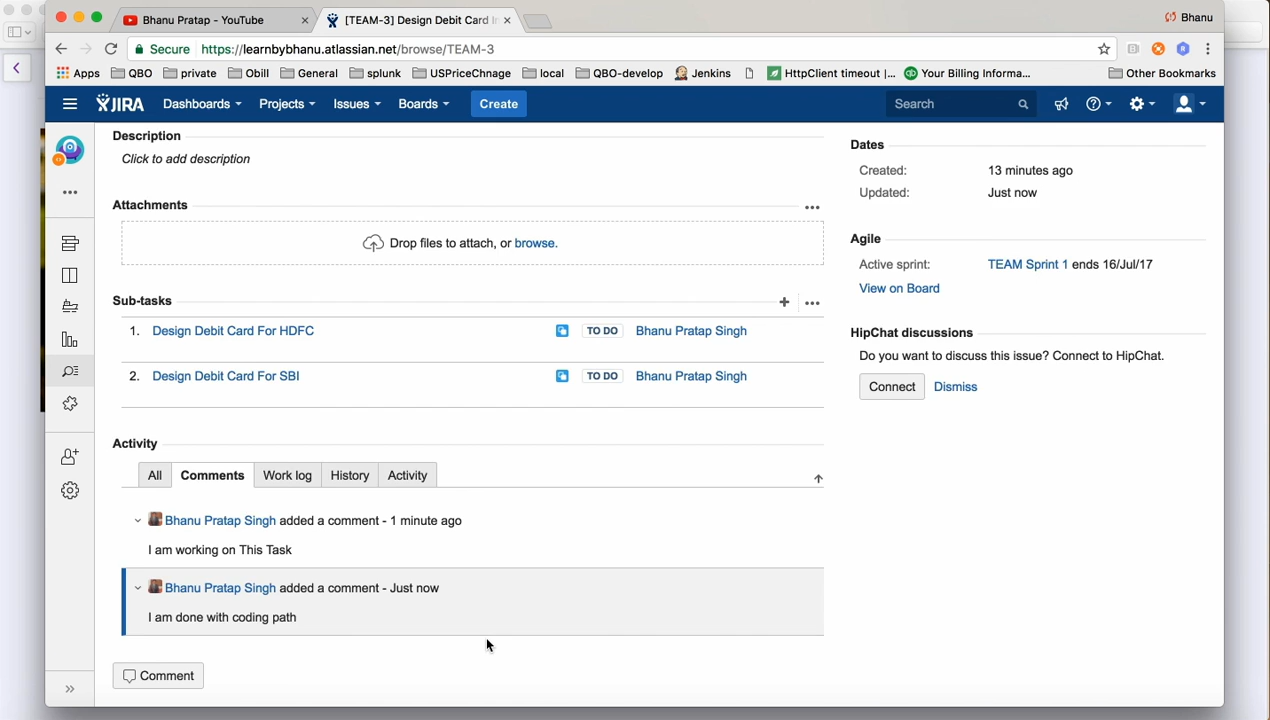 Bhanu Pratap - YouTube
[TEAM-3] Design Debit Card In
Bhanu
Secure https://learnbybhanu.atlassian.net/browse/TEAM-3
Apps QBO private Obill General splunk USPriceChnage local QBO-develop Jenkins HttpClient timeout |... Your Billing Informa... Other Bookmarks
JIRA Dashboards Projects Issues Boards Create Search
Description
Click to add description
Attachments
Drop files to attach, or browse.
Sub-tasks
1. Design Debit Card For HDFC TO DO Bhanu Pratap Singh
2. Design Debit Card For SBI TO DO Bhanu Pratap Singh
Activity
All Comments Work log History Activity
Bhanu Pratap Singh added a comment - 1 minute ago
I am working on This Task
Bhanu Pratap Singh added a comment - Just now
I am done with coding path
Comment
Dates
Created: 13 minutes ago
Updated: Just now
Agile
Active sprint: TEAM Sprint 1 ends 16/Jul/17
View on Board
HipChat discussions
Do you want to discuss this issue? Connect to HipChat.
Connect Dismiss